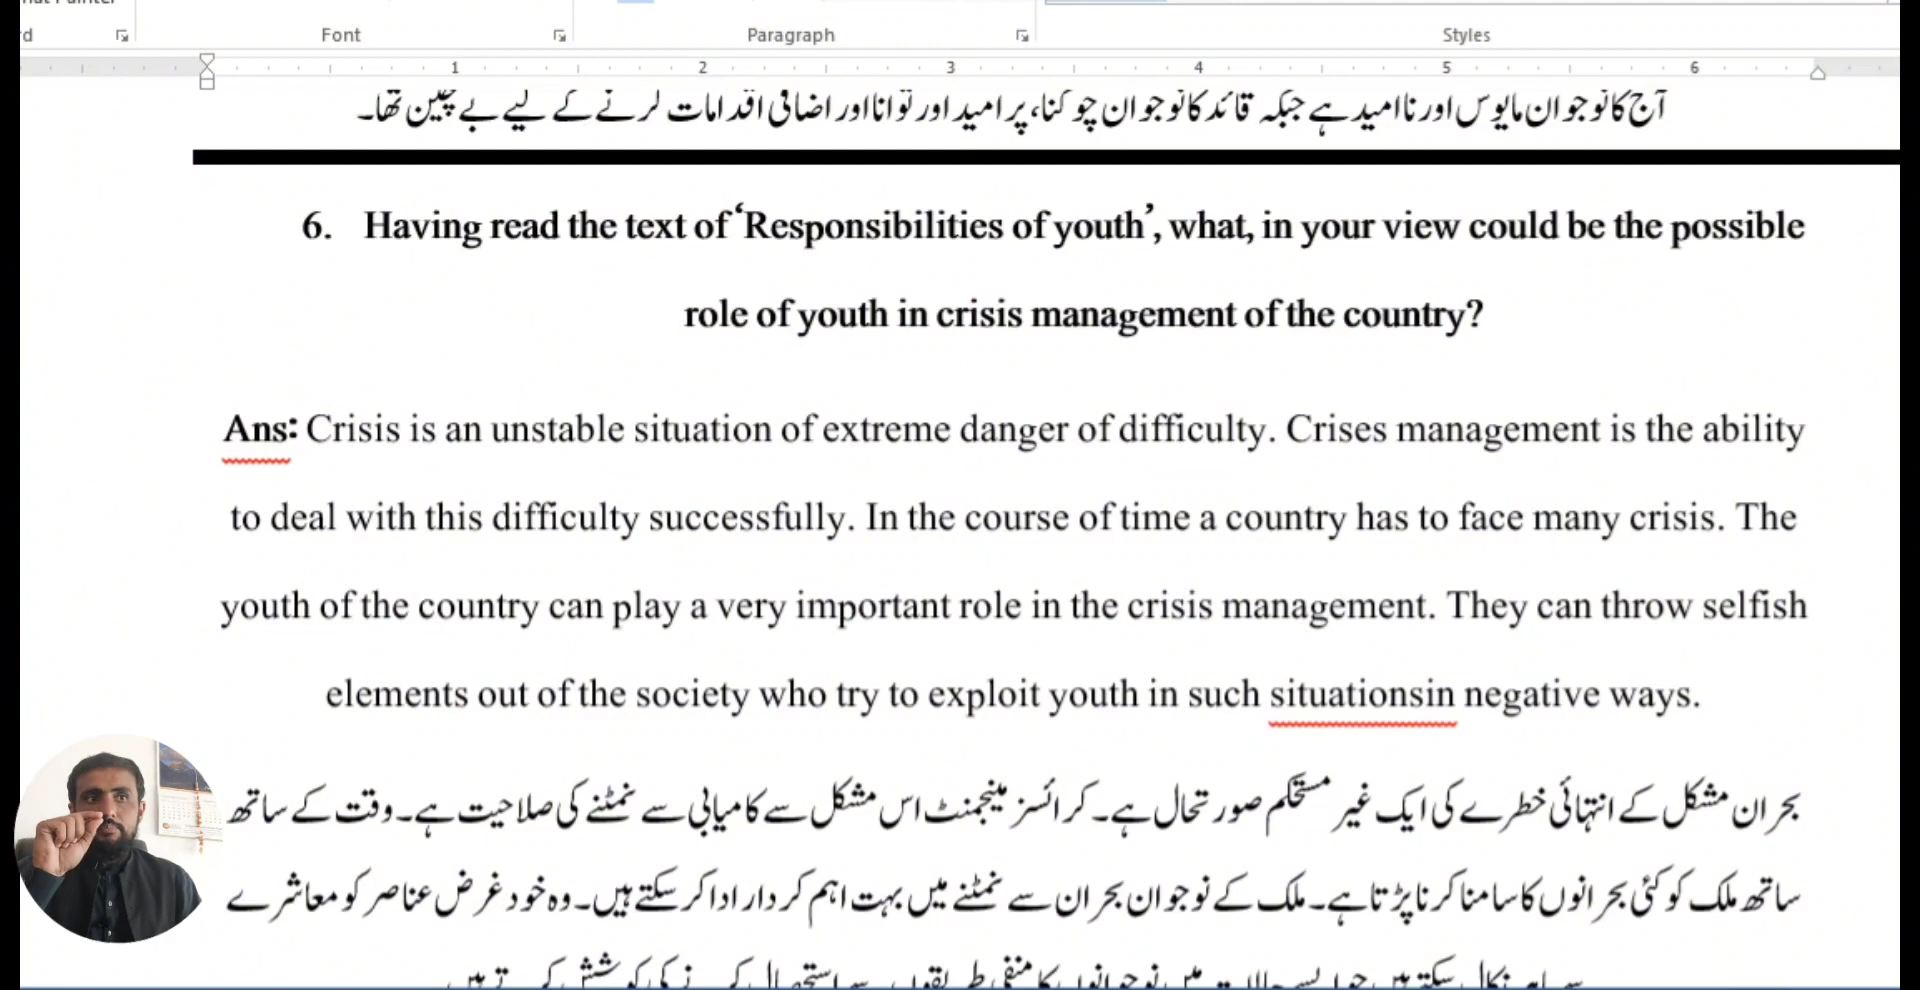 Font
Paragraph
Styles
1 2 3 4 5 6
آج کا نوجوان مایوس اور ناامید ہے جبکہ قائد کا نوجوان چوکنا، پر امید اور توانا اور اضافی اقدامات کرنے کے لیے بے چین تھا۔
6. Having read the text of ‘Responsibilities of youth’, what, in your view could be the possible
role of youth in crisis management of the country?
Ans: Crisis is an unstable situation of extreme danger of difficulty. Crises management is the ability
to deal with this difficulty successfully. In the course of time a country has to face many crisis. The
youth of the country can play a very important role in the crisis management. They can throw selfish
elements out of the society who try to exploit youth in such situationsin negative ways.
بحران مشکل کے انتہائی خطرے کی ایک غیر مستحکم صورتحال ہے۔ کرائسز مینجمنٹ اس مشکل سے کامیابی سے نمٹنے کی صلاحیت ہے۔ وقت کے ساتھ
ساتھ ملک کو کئی بحرانوں کا سامنا کرنا پڑتا ہے۔ ملک کے نوجوان بحران سے نمٹنے میں بہت اہم کردار ادا کر سکتے ہیں۔ وہ خود غرض عناصر کو معاشرے